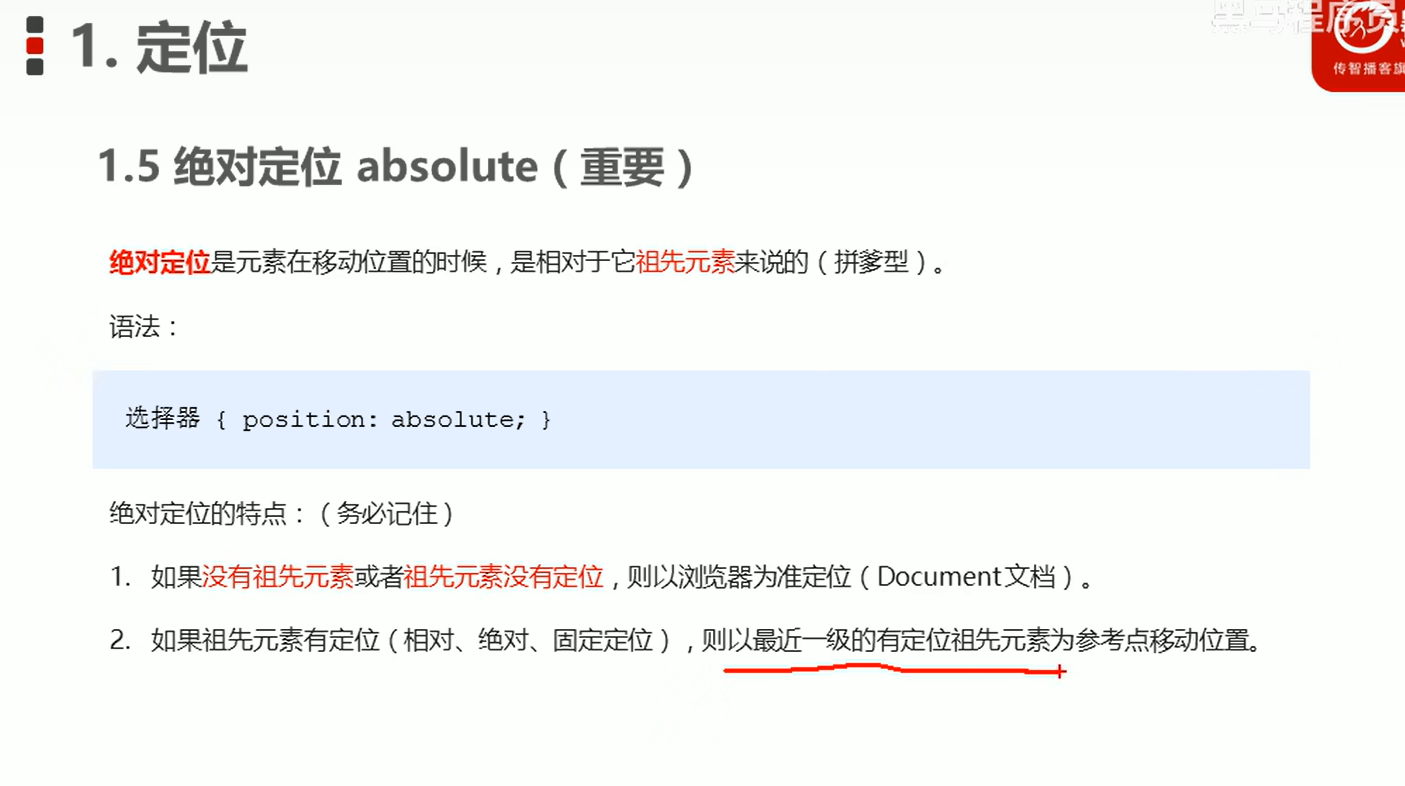 黑马程序员
1. 定位
传智播客旗
1.5 绝对定位 absolute（重要）
绝对定位是元素在移动位置的时候，是相对于它祖先元素来说的（拼爹型）。
语法：
选择器 { position: absolute; }
绝对定位的特点：（务必记住）
1. 如果没有祖先元素或者祖先元素没有定位，则以浏览器为准定位（Document文档）。
2. 如果祖先元素有定位（相对、绝对、固定定位），则以最近一级的有定位祖先元素为参考点移动位置。